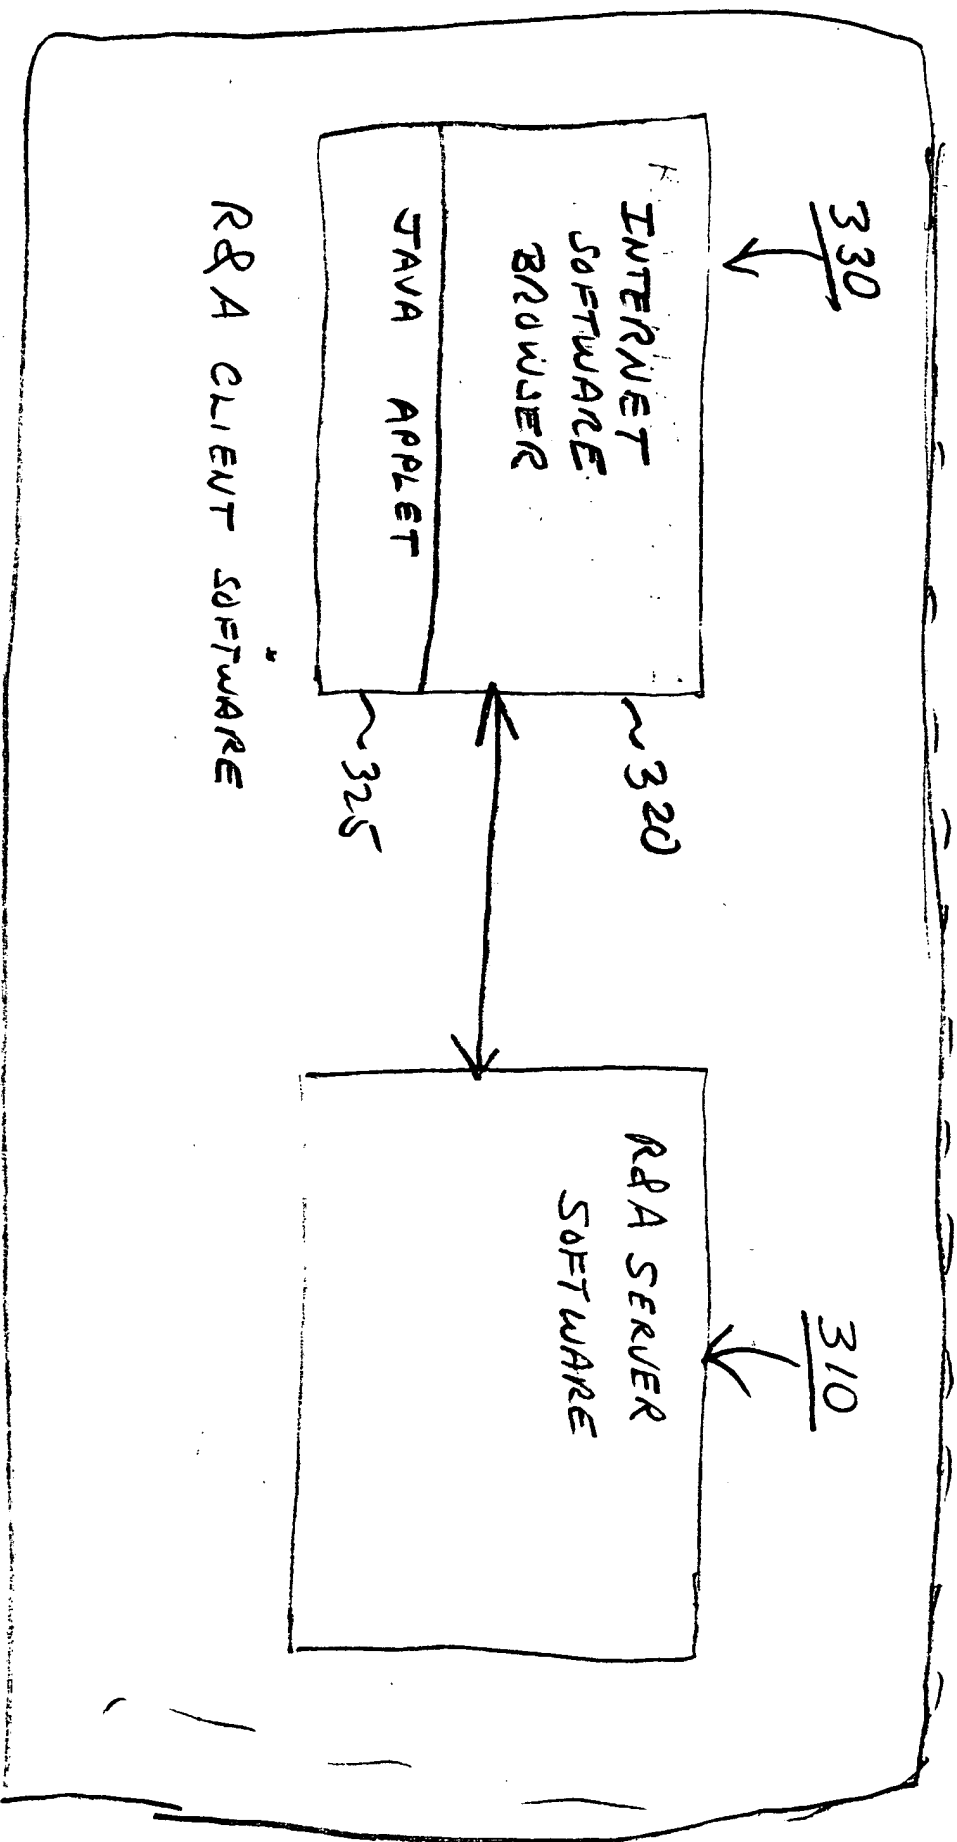 330
INTERNET
SOFTWARE
BROWSER
~320
JAVA APPLET
~325
R&A CLIENT SOFTWARE
310
R&A SERVER
SOFTWARE